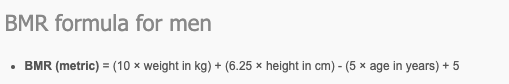 BMR formula for men
• BMR (metric) = (10 × weight in kg) + (6.25 × height in cm) - (5 × age in years) + 5